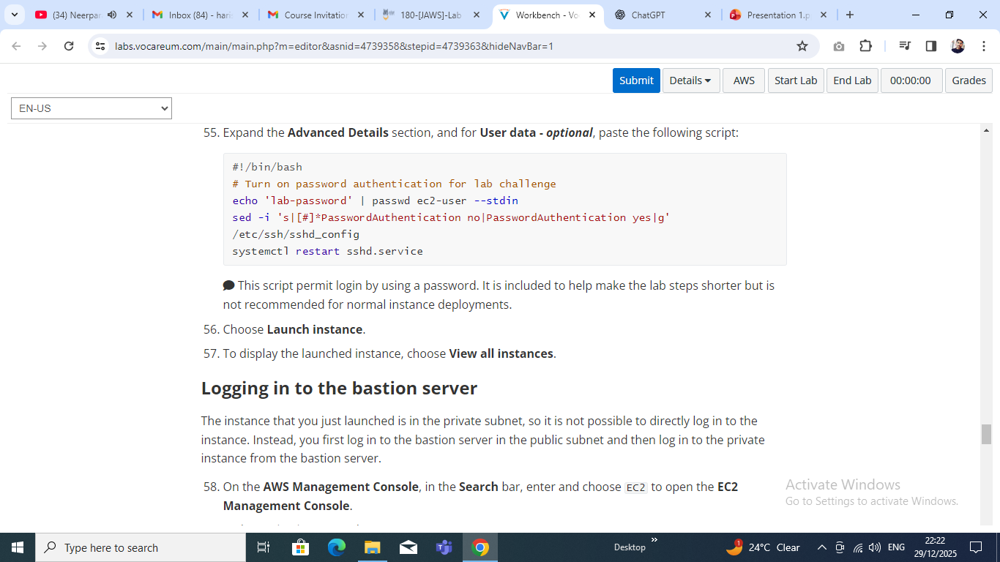 (34) Neerpar
Inbox (84) - haris
Course Invitation
180-[JAWS]-Lab
Workbench - Vo
ChatGPT
Presentation 1.p
labs.vocareum.com/main/main.php?m=editor&asnid=4739358&stepid=4739363&hideNavBar=1
Submit
Details
AWS
Start Lab
End Lab
00:00:00
Grades
EN-US
55. Expand the Advanced Details section, and for User data - optional, paste the following script:
#!/bin/bash
# Turn on password authentication for lab challenge
echo 'lab-password' | passwd ec2-user --stdin
sed -i 's|[#]*PasswordAuthentication no|PasswordAuthentication yes|g'
/etc/ssh/sshd_config
systemctl restart sshd.service
This script permit login by using a password. It is included to help make the lab steps shorter but is
not recommended for normal instance deployments.
56. Choose Launch instance.
57. To display the launched instance, choose View all instances.
Logging in to the bastion server
The instance that you just launched is in the private subnet, so it is not possible to directly log in to the
instance. Instead, you first log in to the bastion server in the public subnet and then log in to the private
instance from the bastion server.
58. On the AWS Management Console, in the Search bar, enter and choose EC2 to open the EC2
Management Console.
Activate Windows
Go to Settings to activate Windows.
Type here to search
Desktop
1
24°C Clear
ENG
22:22
29/12/2025